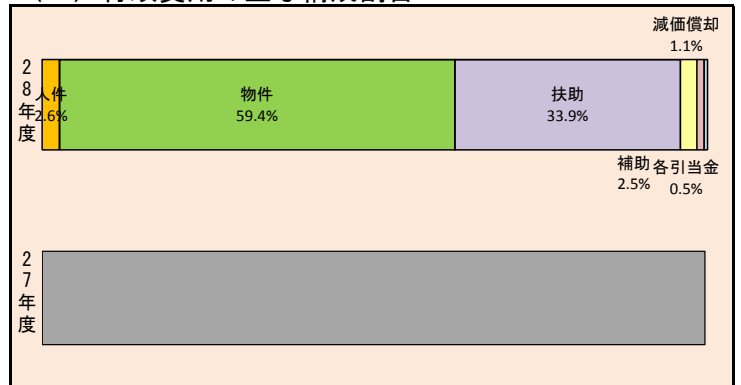 減価償却
1.1%
28年度
人件
2.6%
物件
59.4%
扶助
33.9%
補助
2.5%
各引当金
0.5%
27年度